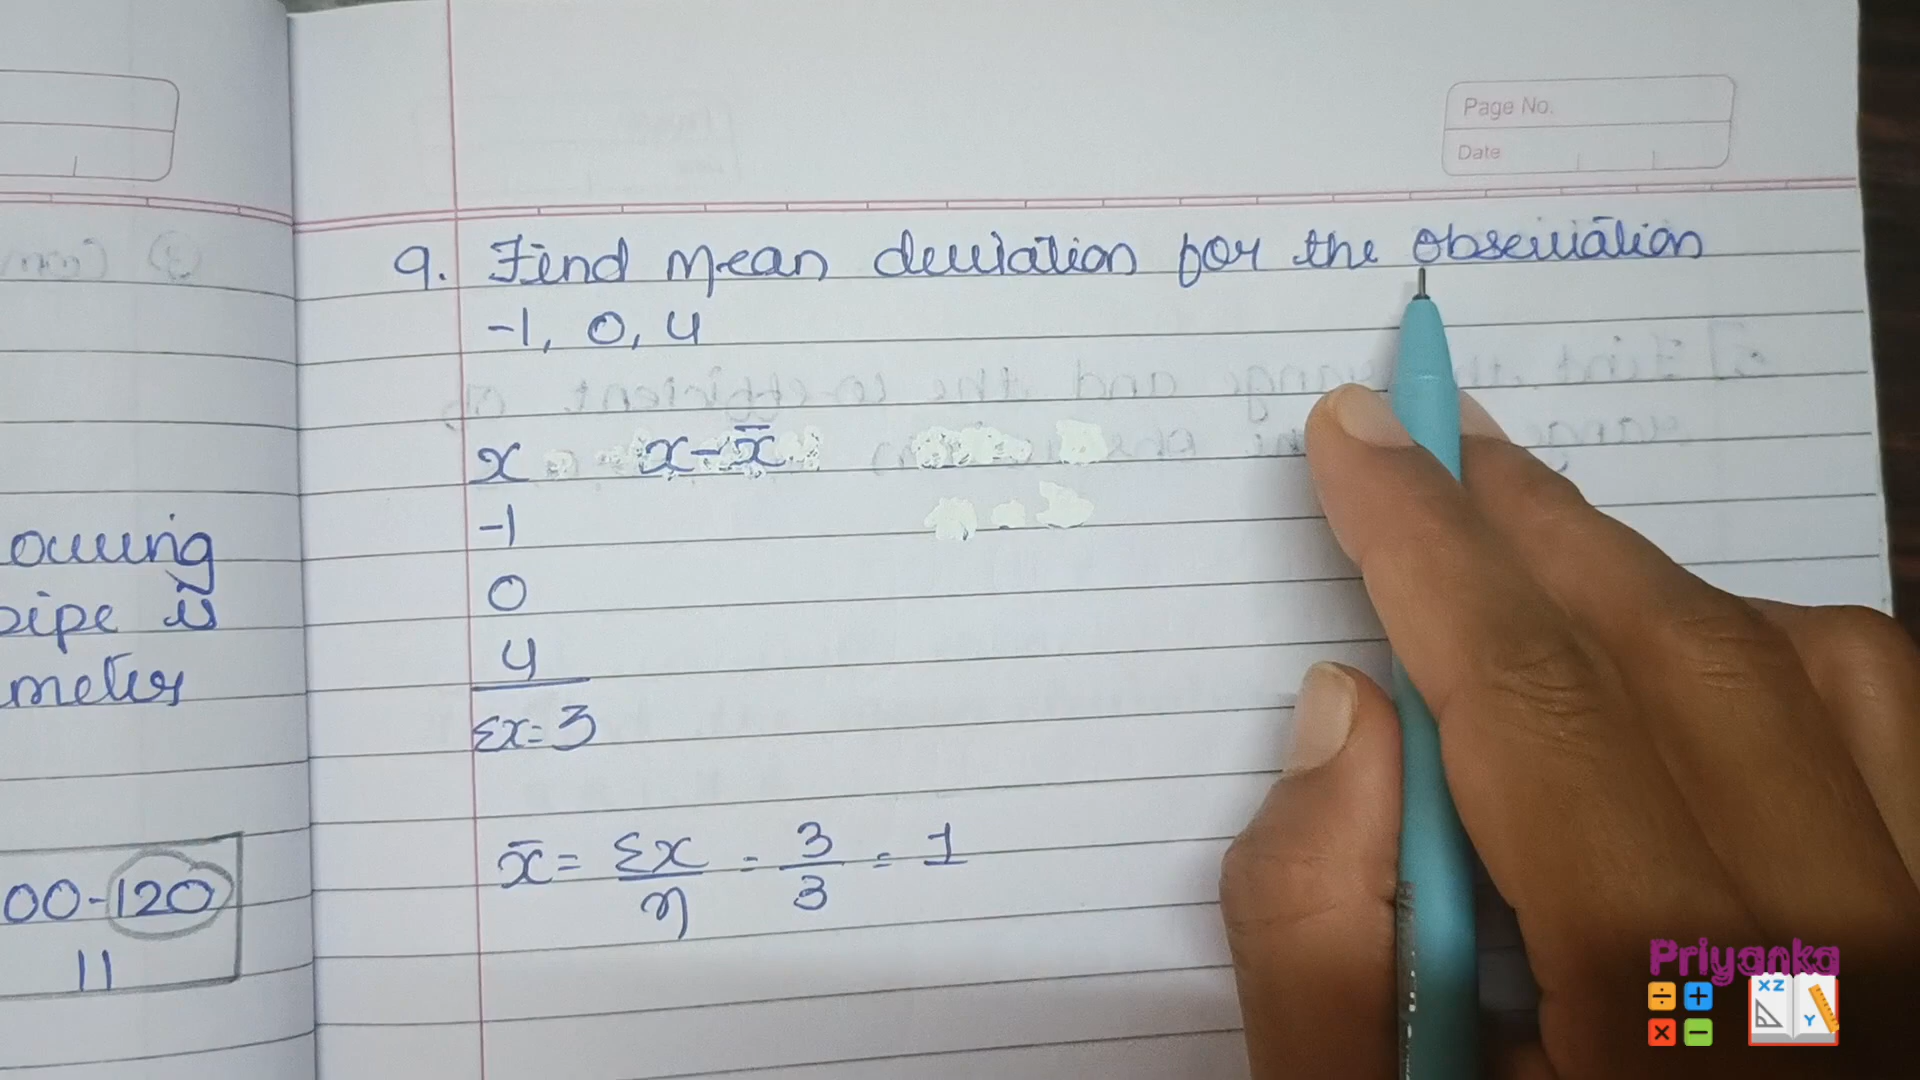 Page No.
Date
9. Find mean deviation for the observation
-1, 0, 4
x x-x̄
-1
0
4
Σx=3
x̄ = Σx/n = 3/3 = 1
owing
pipe is
meter
00-120
11
Priyanka
XZ
Y